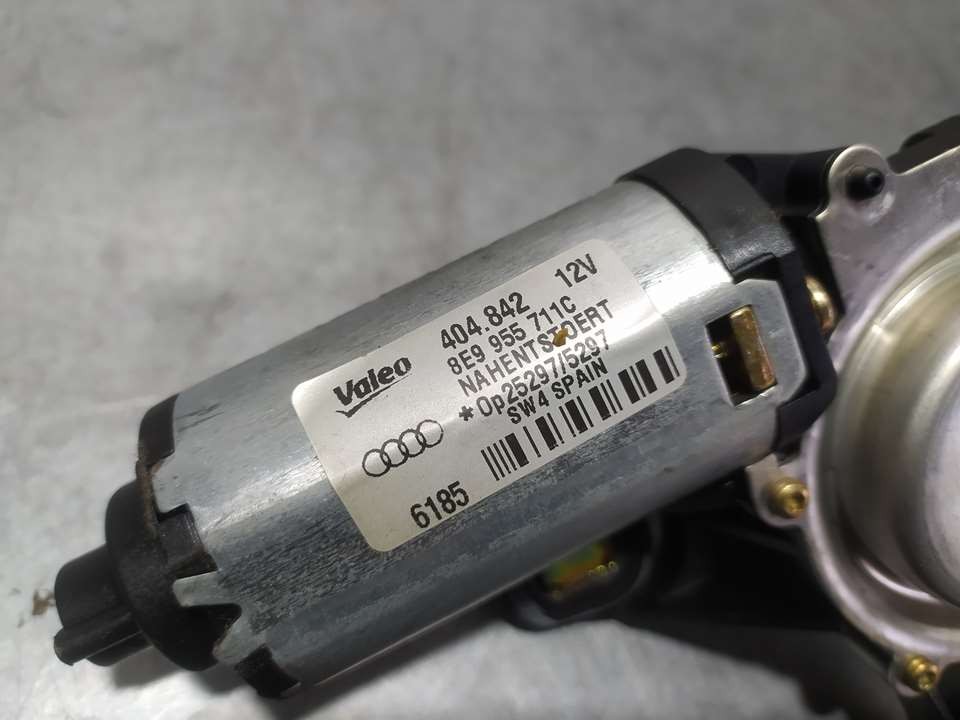 Valeo
404.842 12V
8E9 955 711C
NAHENTSTOERT
*0p25297/5297
SW4 SPAIN
6185